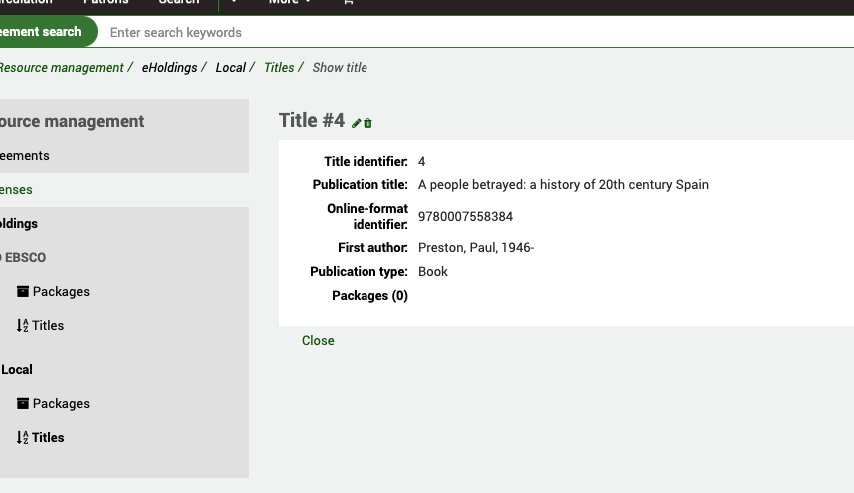 Patrons Search More
eement search Enter search keywords
Resource management / eHoldings / Local / Titles / Show title
ource management
eements
enses
oldings
EBSCO
Packages
Titles
Local
Packages
Titles
Title #4
Title identifier: 4
Publication title: A people betrayed: a history of 20th century Spain
Online-format
identifier: 9780007558384
First author: Preston, Paul, 1946-
Publication type: Book
Packages (0)
Close